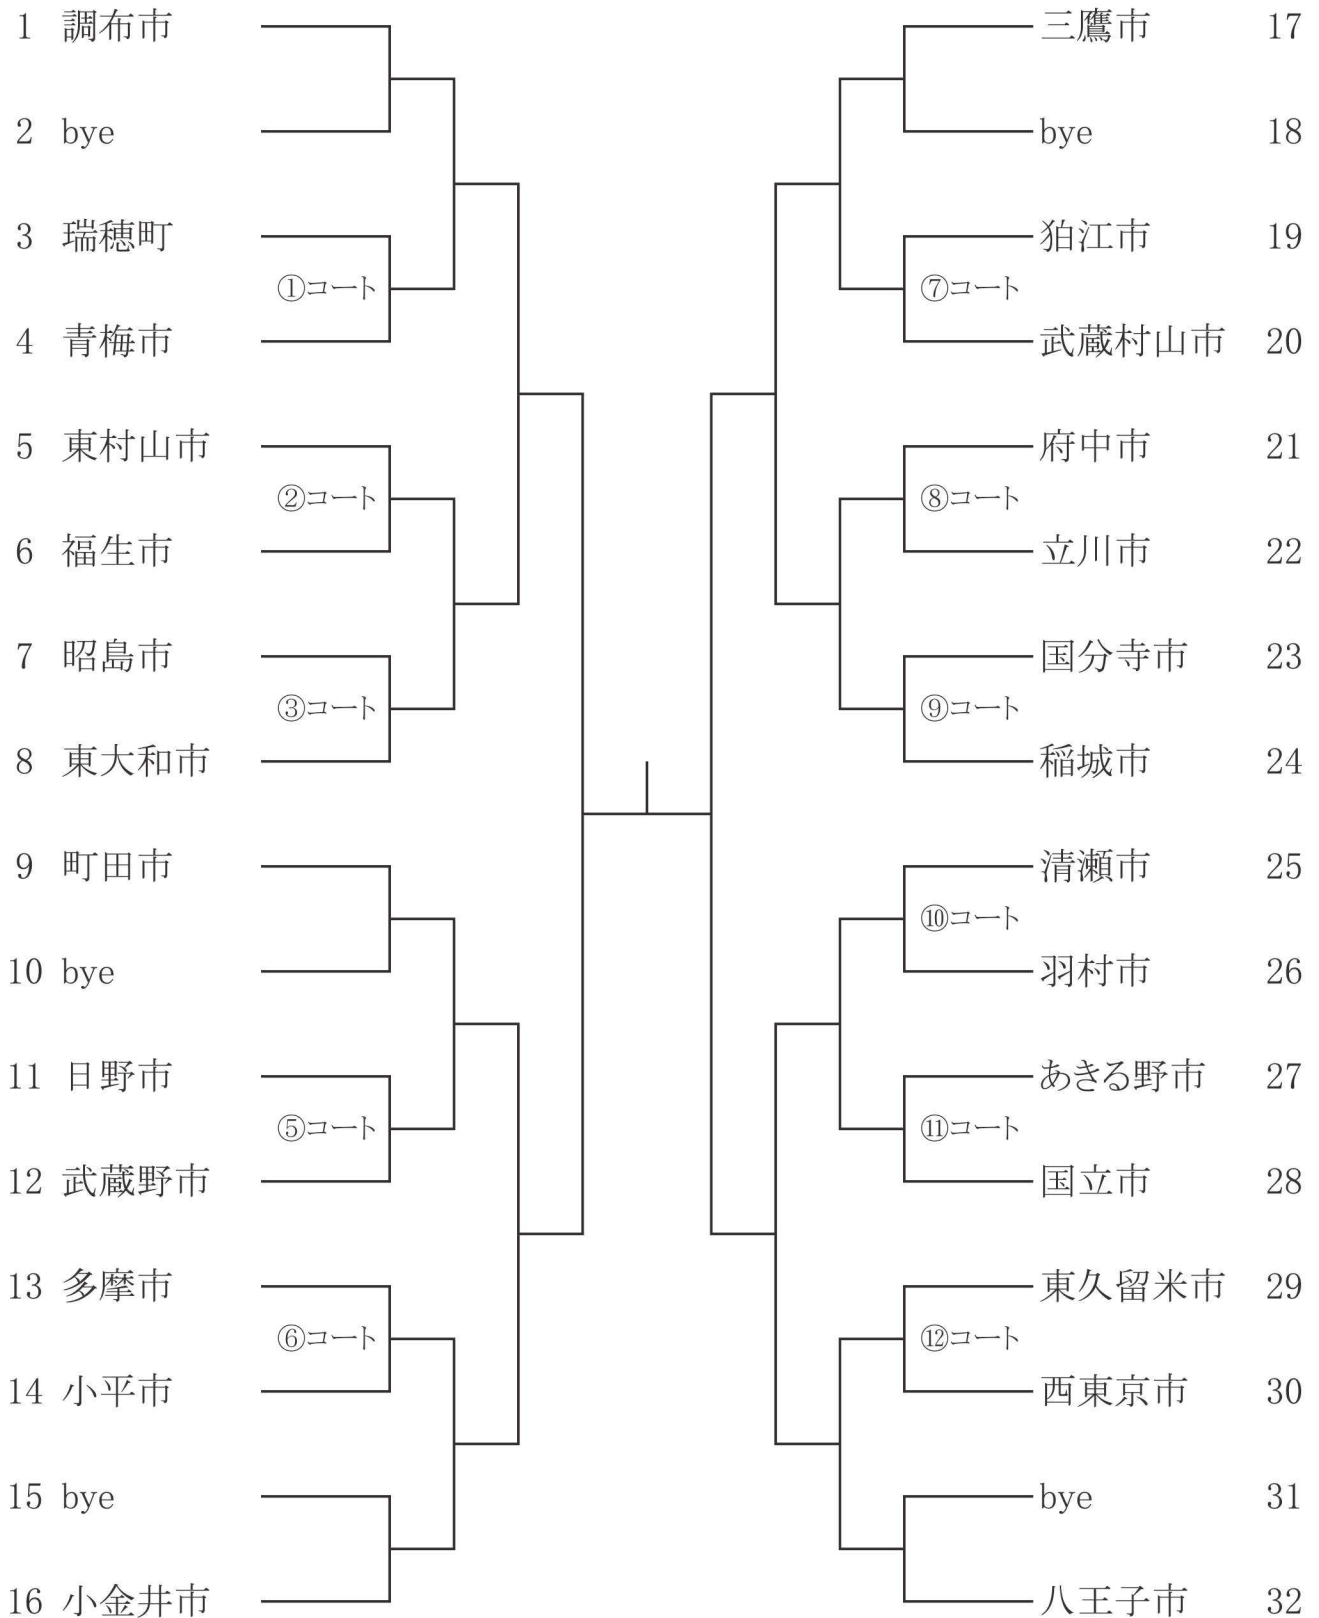 1 調布市
2 bye
3 瑞穂町
①コート
4 青梅市
5 東村山市
②コート
6 福生市
7 昭島市
③コート
8 東大和市
9 町田市
10 bye
11 日野市
⑤コート
12 武蔵野市
13 多摩市
⑥コート
14 小平市
15 bye
16 小金井市
三鷹市 17
bye 18
狛江市 19
⑦コート
武蔵村山市 20
府中市 21
⑧コート
立川市 22
国分寺市 23
⑨コート
稲城市 24
清瀬市 25
⑩コート
羽村市 26
あきる野市 27
⑪コート
国立市 28
東久留米市 29
⑫コート
西東京市 30
bye 31
八王子市 32